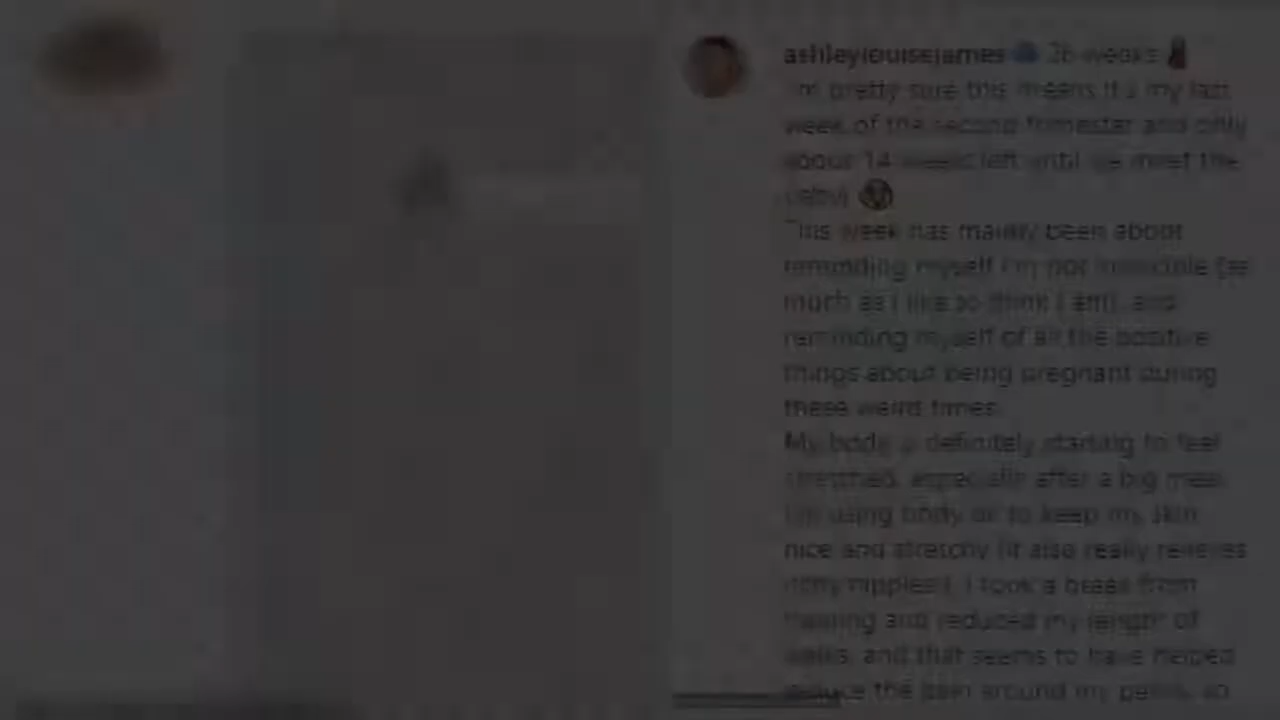 ashleylouisejames 26 weeks
I'm pretty sure this means it's my last
week of the second trimester and only
about 14 weeks left until we meet the
baby!
This week has mainly been about
reminding myself I'm not invincible (as
much as I like to think I am), and
reminding myself of all the positive
things about being pregnant during
these weird times.
My body is definitely starting to feel
stretched, especially after a big meal.
I'm using body oil to keep my skin
nice and stretchy (it also really relieves
itchy nipples!). I took a break from
training and reduced my length of
walks, and that seems to have helped
reduce the pain around my pelvis, so